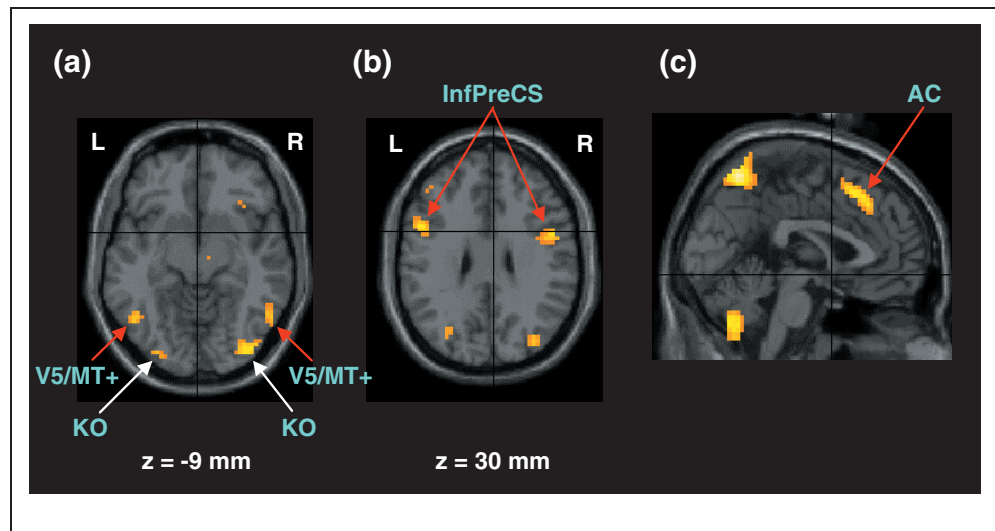 (a)
(b)
(c)
InfPreCS
AC
L
R
L
R
V5/MT+
V5/MT+
KO
KO
z = -9 mm
z = 30 mm